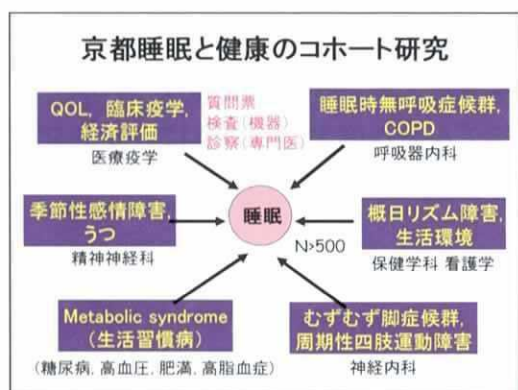 京都睡眠と健康のコホート研究
QOL, 臨床疫学,
経済評価
医療疫学
質問票
検査(機器)
診察(専門医)
睡眠時無呼吸症候群,
COPD
呼吸器内科
季節性感情障害,
うつ
精神神経科
睡眠
N>500
概日リズム障害,
生活環境
保健学科 看護学
Metabolic syndrome
(生活習慣病)
(糖尿病, 高血圧, 肥満, 高脂血症)
むずむず脚症候群,
周期性四肢運動障害
神経内科